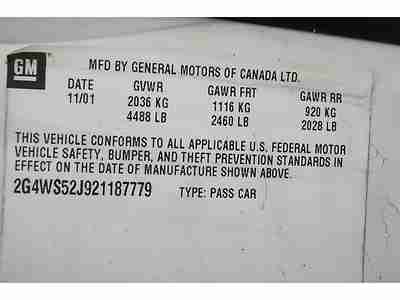 GM
MFD BY GENERAL MOTORS OF CANADA LTD.
DATE GVWR GAWR FRT GAWR RR
11/01 2036 KG 1116 KG 920 KG
4488 LB 2460 LB 2028 LB
THIS VEHICLE CONFORMS TO ALL APPLICABLE U.S. FEDERAL MOTOR
VEHICLE SAFETY, BUMPER, AND THEFT PREVENTION STANDARDS IN
EFFECT ON THE DATE OF MANUFACTURE SHOWN ABOVE.
2G4WS52J921187779 TYPE: PASS CAR